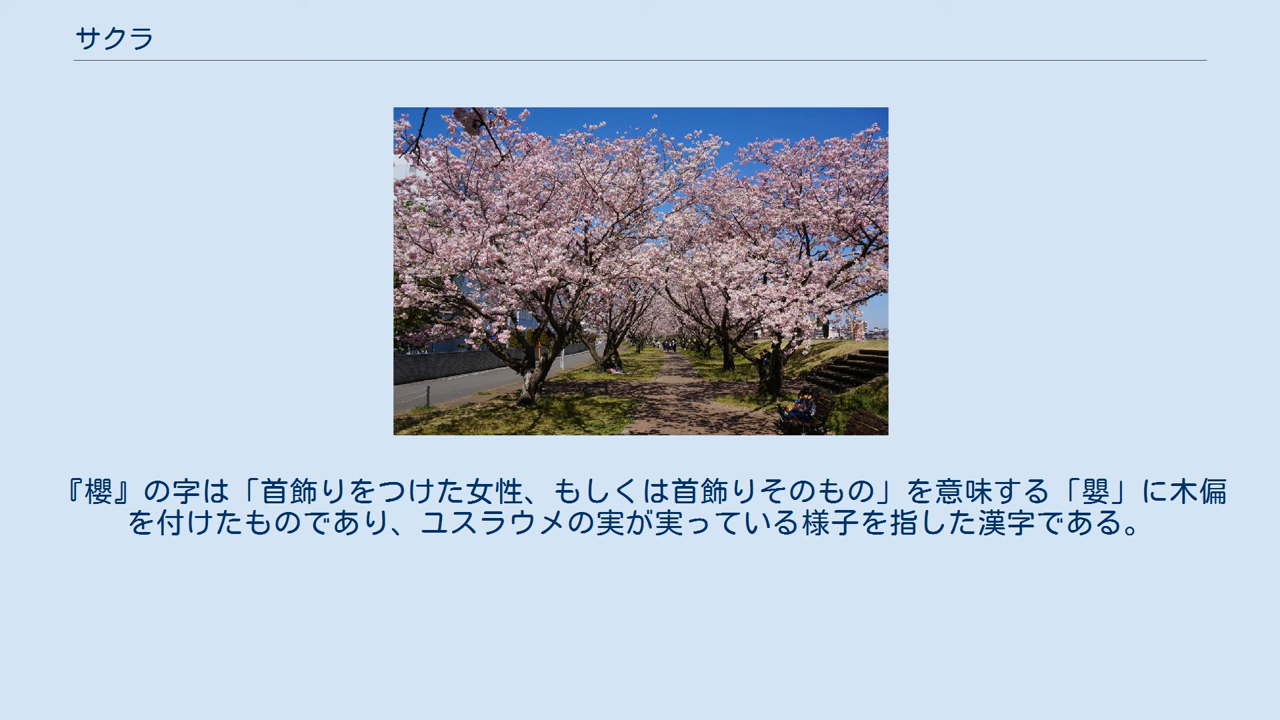 サクラ
『櫻』の字は「首飾りをつけた女性、もしくは首飾りそのもの」を意味する「嬰」に木偏
を付けたものであり、ユスラウメの実が実っている様子を指した漢字である。